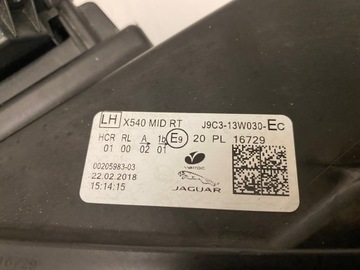 LH X540 MID RT J9C3-13W030-EC
HCR RL A 1b E9 20 PL 16729
01 00 02 01
00205983-03
22.02.2018
15:14:15
JAGUAR